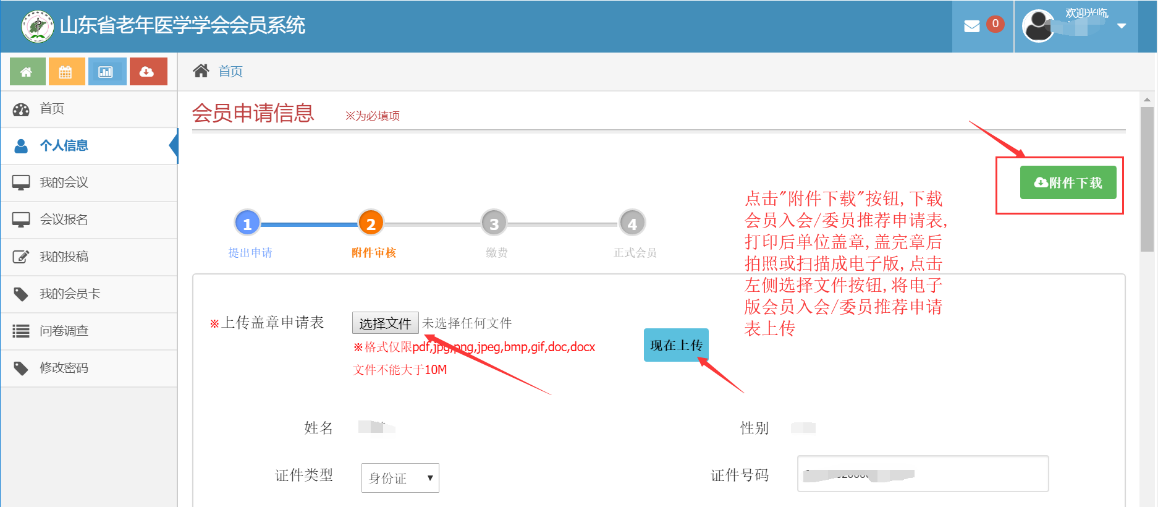 山东省老年医学学会会员系统
0
欢迎光临,
首页
首页
个人信息
我的会议
会议报名
我的投稿
我的会员卡
问卷调查
修改密码
会员申请信息
※为必填项
附件下载
1
2
3
4
提出申请
附件审核
缴费
正式会员
点击"附件下载"按钮,下载
会员入会/委员推荐申请表,
打印后单位盖章,盖完章后
拍照或扫描成电子版,点击
左侧选择文件按钮,将电子
版会员入会/委员推荐申请
表上传
※上传盖章申请表
选择文件 未选择任何文件
※格式仅限pdf,jpg,png,jpeg,bmp,gif,doc,docx
文件不能大于10M
现在上传
姓名
性别
证件类型
身份证
证件号码